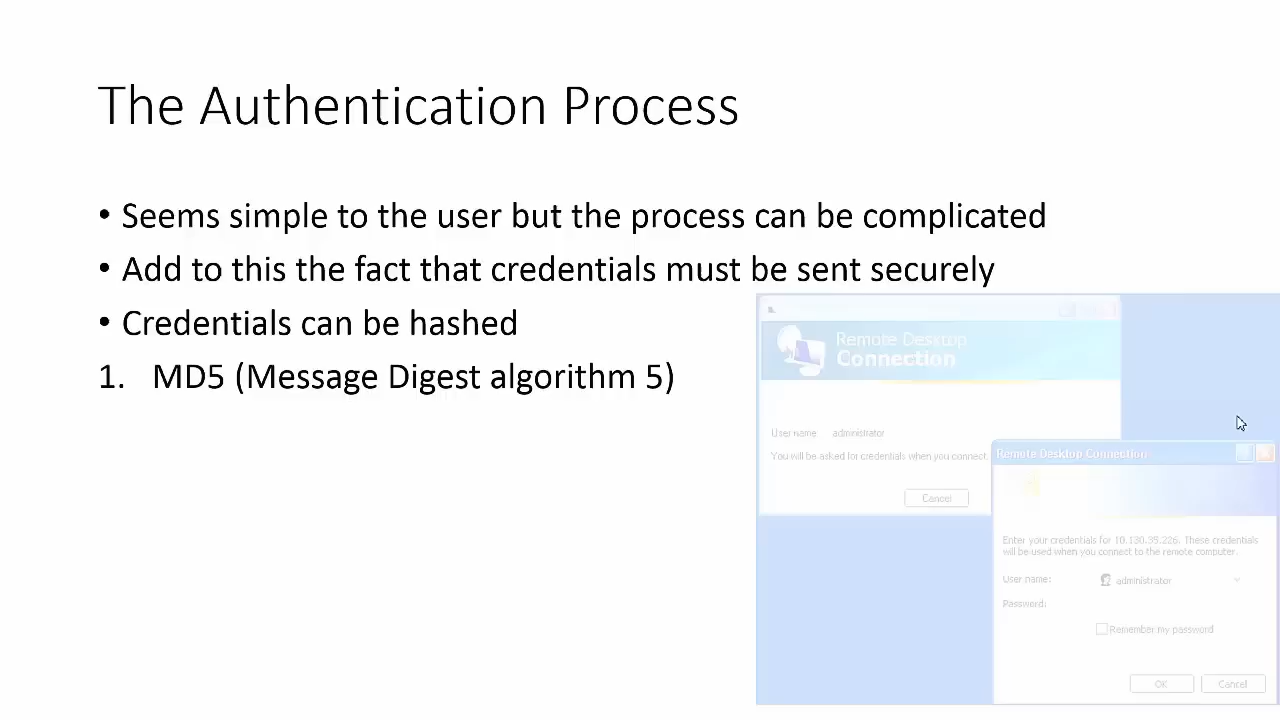 The Authentication Process
• Seems simple to the user but the process can be complicated
• Add to this the fact that credentials must be sent securely
• Credentials can be hashed
1. MD5 (Message Digest algorithm 5)
Remote Desktop
Connection
User name: administrator
You will be asked for credentials when you connect.
Cancel
Remote Desktop Connection
Enter your credentials for 10.130.39.226. These credentials
will be used when you connect to the remote computer.
User name: administrator
Password:
Remember my password
OK Cancel